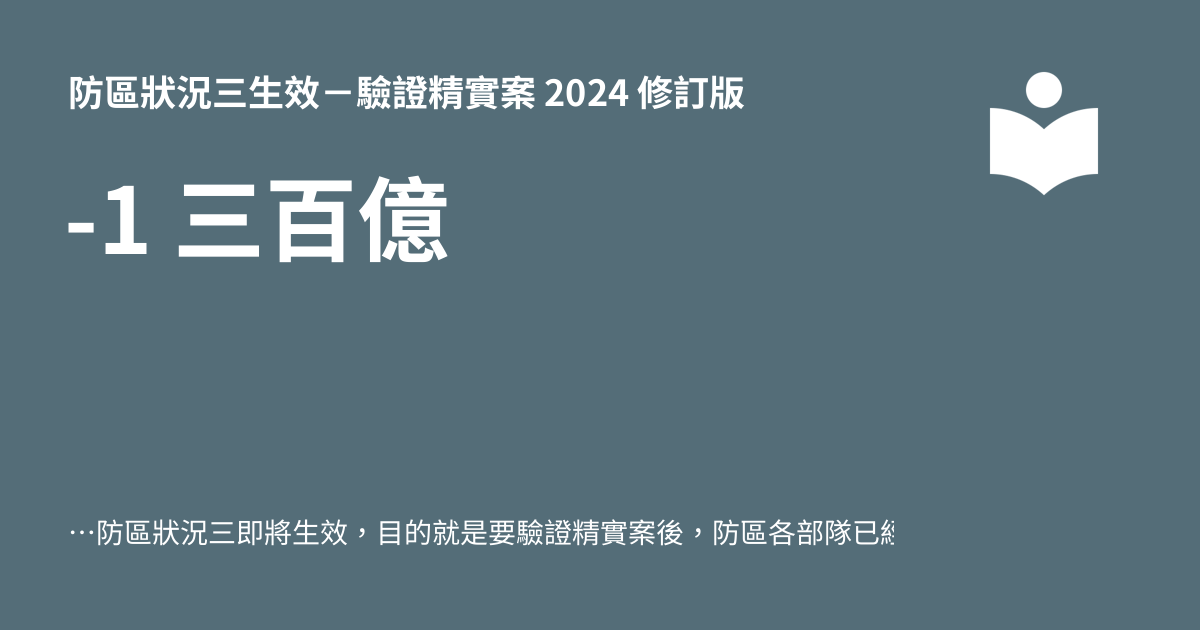 防區狀況三生效－驗證精實案 2024 修訂版
-1 三百億
…防區狀況三即將生效，目的就是要驗證精實案後，防區各部隊已